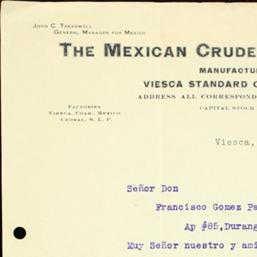 John C. Treadwell
General Manager for Mexico
The Mexican Crude
MANUFACTU
VIESCA STANDARD
ADDRESS ALL CORRESPOND
CAPITAL STOCK
Factories
Viesca, Coah., Mexico
Cedral, S. L. P.
Viesca,
Señor Don
Francisco Gomez Pa
Ap #85, Durang
Muy Señor nuestro y ami